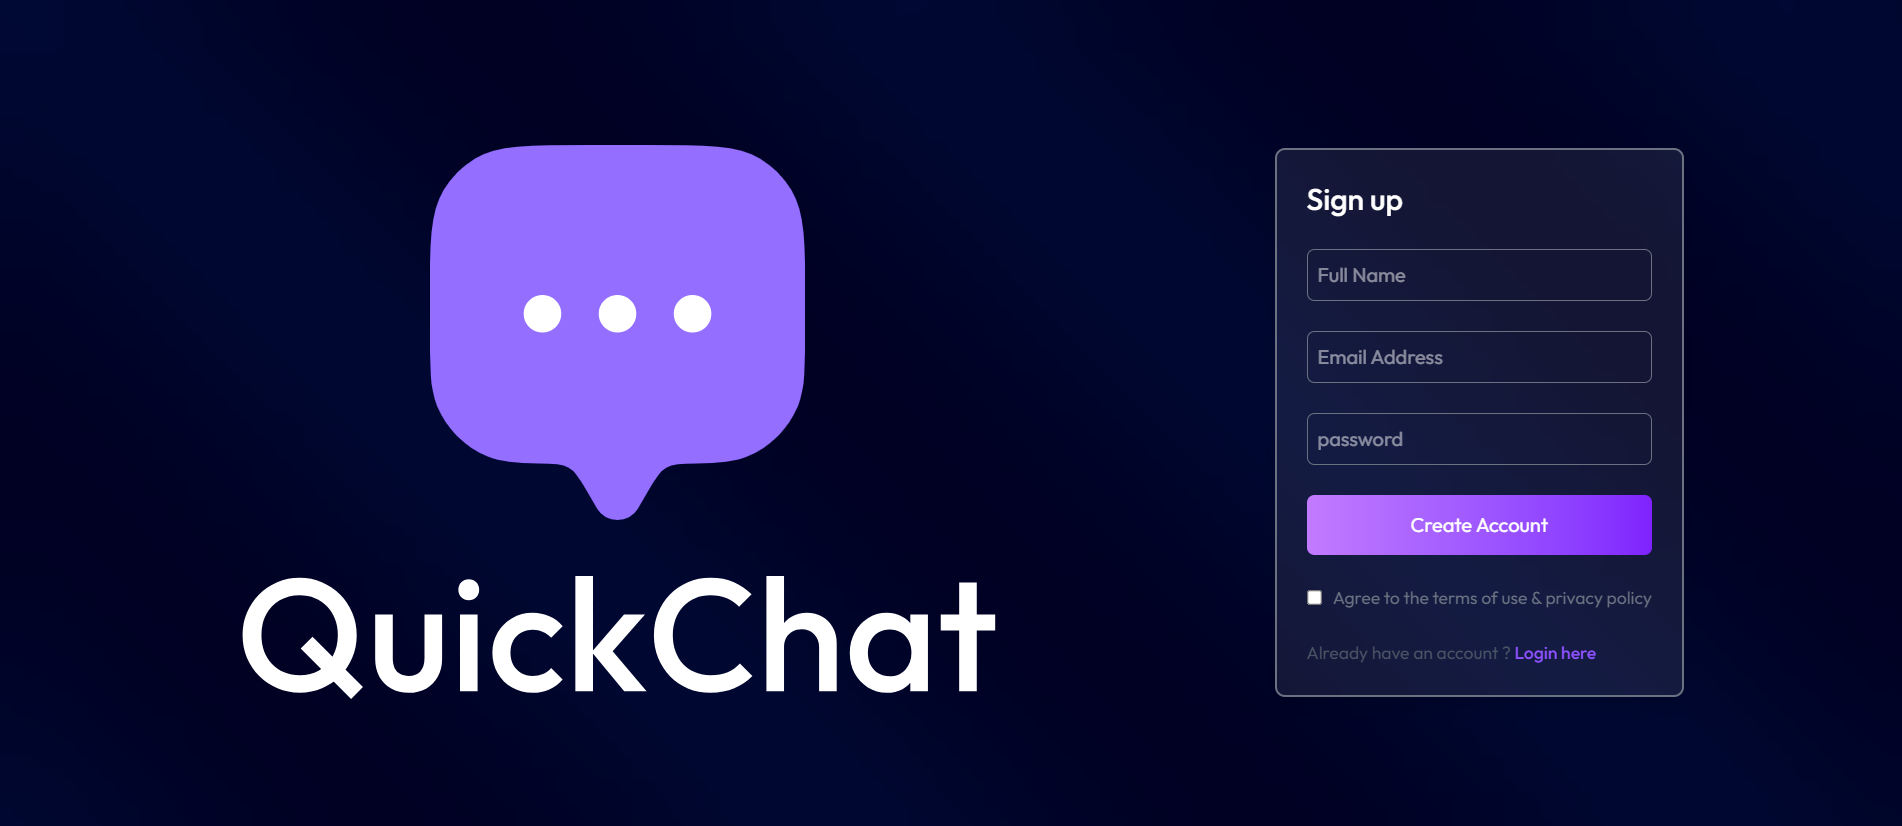 QuickChat
Sign up
Full Name
Email Address
password
Create Account
Agree to the terms of use & privacy policy
Already have an account ? Login here